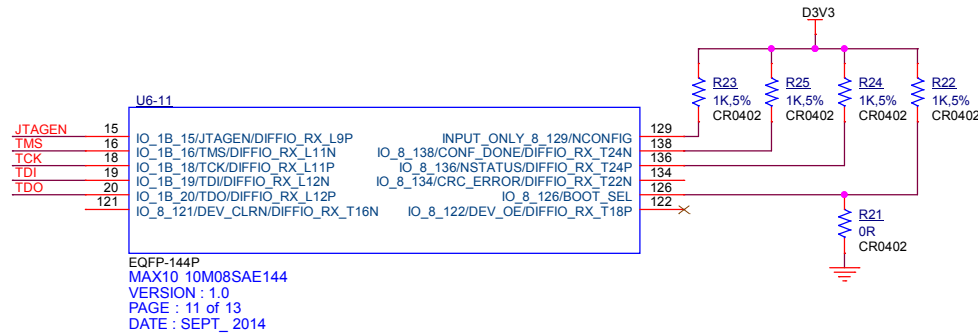 D3V3
R23
1K,5%
CR0402
R25
1K,5%
CR0402
R24
1K,5%
CR0402
R22
1K,5%
CR0402
U6-11
JTAGEN 15 IO_1B_15/JTAGEN/DIFFIO_RX_L9P INPUT_ONLY_8_129/NCONFIG 129
TMS 16 IO_1B_16/TMS/DIFFIO_RX_L11N IO_8_138/CONF_DONE/DIFFIO_RX_T24N 138
TCK 18 IO_1B_18/TCK/DIFFIO_RX_L11P IO_8_136/NSTATUS/DIFFIO_RX_T24P 136
TDI 19 IO_1B_19/TDI/DIFFIO_RX_L12N IO_8_134/CRC_ERROR/DIFFIO_RX_T22N 134
TDO 20 IO_1B_20/TDO/DIFFIO_RX_L12P IO_8_126/BOOT_SEL 126
121 IO_8_121/DEV_CLRN/DIFFIO_RX_T16N IO_8_122/DEV_OE/DIFFIO_RX_T18P 122
R21
0R
CR0402
EQFP-144P
MAX10 10M08SAE144
VERSION : 1.0
PAGE : 11 of 13
DATE : SEPT_ 2014